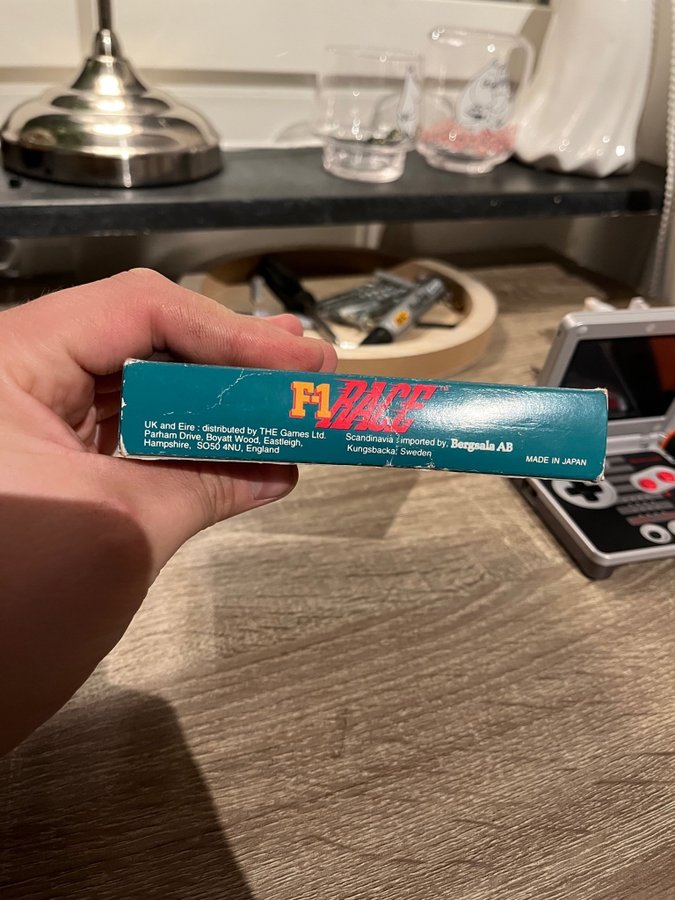 F-1 RACE™
UK and Eire : distributed by THE Games Ltd.
Parham Drive, Boyatt Wood, Eastleigh,
Hampshire, SO50 4NU, England
Scandinavia : imported by, Bergsala AB
Kungsbacka, Sweden
MADE IN JAPAN